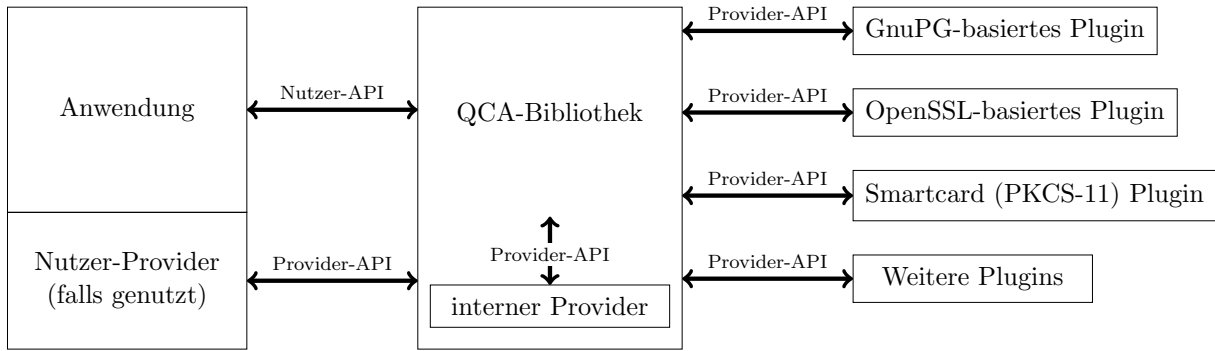 Provider-API
GnuPG-basiertes Plugin
Anwendung
Nutzer-API
QCA-Bibliothek
Provider-API
OpenSSL-basiertes Plugin
Provider-API
Smartcard (PKCS-11) Plugin
Nutzer-Provider
(falls genutzt)
Provider-API
Provider-API
interner Provider
Provider-API
Weitere Plugins